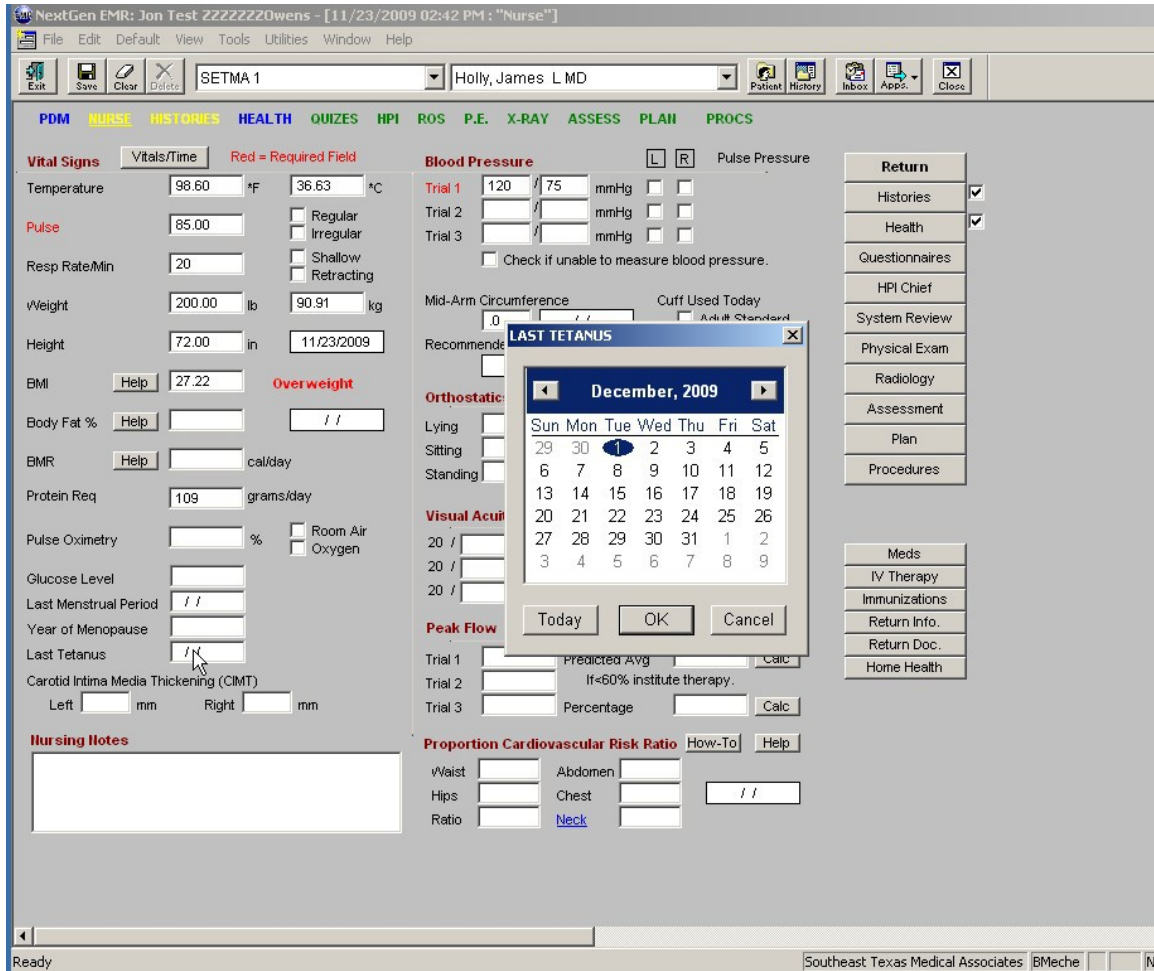 NextGen EMR: Jon Test ZZZZZZZOwens - [11/23/2009 02:42 PM : "Nurse"]
File Edit Default View Tools Utilities Window Help
Exit Save Clear Delete SETMA 1 Holly, James L MD Patient History Inbox Apps. Close
PDM NURSE HISTORIES HEALTH QUIZES HPI ROS P.E. X-RAY ASSESS PLAN PROCS
Vital Signs Vitals/Time Red = Required Field
Temperature 98.60 *F 36.63 *C
Pulse 85.00 Regular
Irregular
Resp Rate/Min 20 Shallow
Retracting
Weight 200.00 lb 90.91 kg
Height 72.00 in 11/23/2009
BMI Help 27.22 Overweight
Body Fat % Help / /
BMR Help cal/day
Protein Req 109 grams/day
Pulse Oximetry % Room Air
Oxygen
Glucose Level
Last Menstrual Period / /
Year of Menopause
Last Tetanus / /
Carotid Intima Media Thickening (CIMT)
Left mm Right mm
Nursing Notes
Blood Pressure L R Pulse Pressure
Trial 1 120 / 75 mmHg
Trial 2 / mmHg
Trial 3 / mmHg
Check if unable to measure blood pressure.
Mid-Arm Circumference Cuff Used Today
.0 / / Adult Standard
Recommende
Orthostatic
Lying
Sitting
Standing
Visual Acuit
20 /
20 /
20 /
Peak Flow
Trial 1 Predicted Avg Calc
Trial 2 If<60% institute therapy.
Trial 3 Percentage Calc
Proportion Cardiovascular Risk Ratio How-To Help
Waist Abdomen
Hips Chest / /
Ratio Neck
LAST TETANUS
December, 2009
Sun Mon Tue Wed Thu Fri Sat
29 30 1 2 3 4 5
6 7 8 9 10 11 12
13 14 15 16 17 18 19
20 21 22 23 24 25 26
27 28 29 30 31 1 2
3 4 5 6 7 8 9
Today OK Cancel
Return
Histories
Health
Questionnaires
HPI Chief
System Review
Physical Exam
Radiology
Assessment
Plan
Procedures
Meds
IV Therapy
Immunizations
Return Info.
Return Doc.
Home Health
Ready Southeast Texas Medical Associates BMeche N